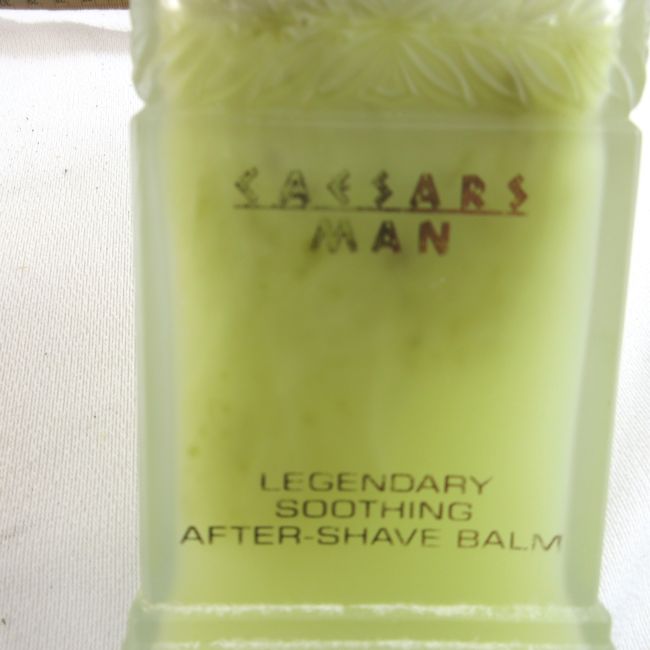 CAESARS
MAN
LEGENDARY
SOOTHING
AFTER-SHAVE BALM